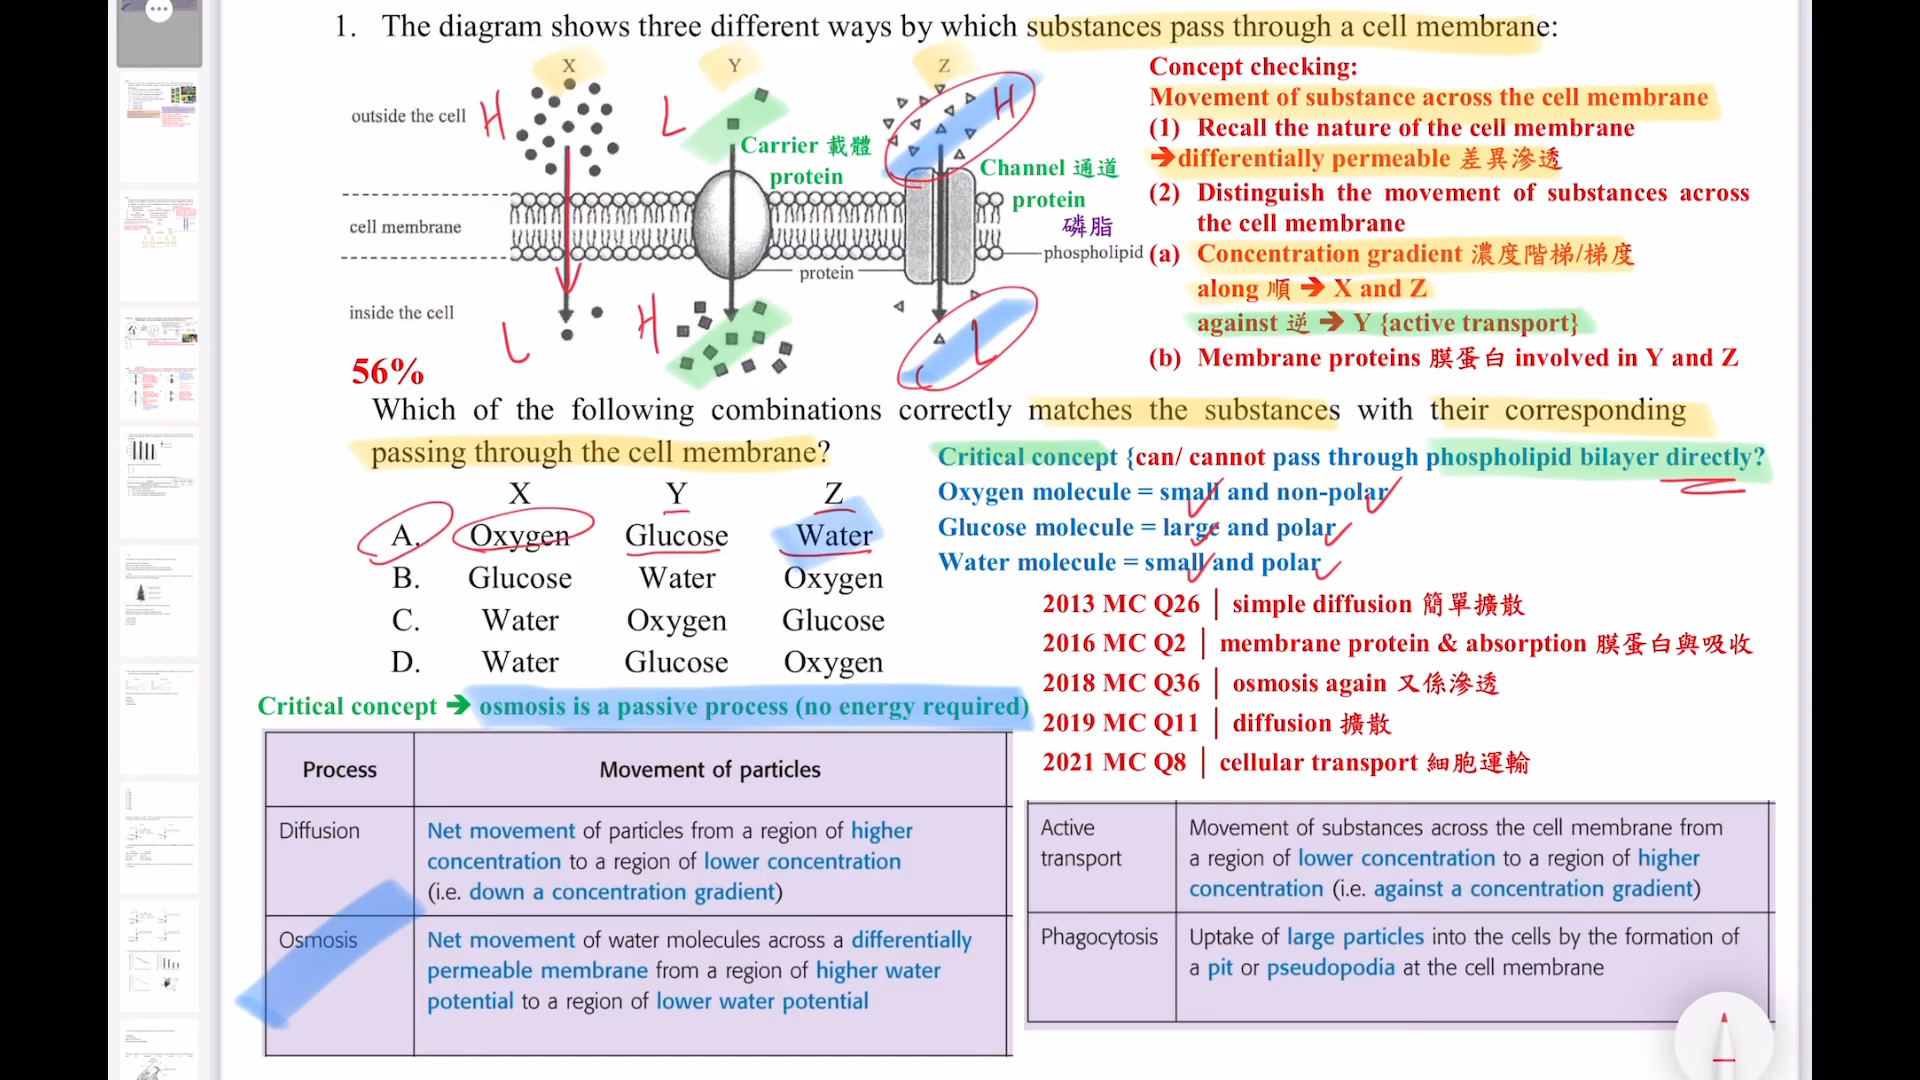 1. The diagram shows three different ways by which substances pass through a cell membrane:
X Y Z
H L H
outside the cell
Carrier 載體
protein
Channel 通道
protein
磷脂
cell membrane
phospholipid
protein
inside the cell
L H L
56%
Concept checking:
Movement of substance across the cell membrane
(1) Recall the nature of the cell membrane
➔differentially permeable 差異滲透
(2) Distinguish the movement of substances across
the cell membrane
(a) Concentration gradient 濃度階梯/梯度
along 順 ➔ X and Z
against 逆 ➔ Y {active transport}
(b) Membrane proteins 膜蛋白 involved in Y and Z
Which of the following combinations correctly matches the substances with their corresponding
passing through the cell membrane?
X Y Z
A. Oxygen Glucose Water
B. Glucose Water Oxygen
C. Water Oxygen Glucose
D. Water Glucose Oxygen
Critical concept {can/ cannot pass through phospholipid bilayer directly?
Oxygen molecule = small and non-polar
Glucose molecule = large and polar
Water molecule = small and polar
2013 MC Q26 | simple diffusion 簡單擴散
2016 MC Q2 | membrane protein & absorption 膜蛋白與吸收
2018 MC Q36 | osmosis again 又係滲透
2019 MC Q11 | diffusion 擴散
2021 MC Q8 | cellular transport 細胞運輸
Critical concept ➔ osmosis is a passive process (no energy required)
Process Movement of particles
Diffusion
Net movement of particles from a region of higher
concentration to a region of lower concentration
(i.e. down a concentration gradient)
Osmosis
Net movement of water molecules across a differentially
permeable membrane from a region of higher water
potential to a region of lower water potential
Active
transport
Movement of substances across the cell membrane from
a region of lower concentration to a region of higher
concentration (i.e. against a concentration gradient)
Phagocytosis
Uptake of large particles into the cells by the formation of
a pit or pseudopodia at the cell membrane